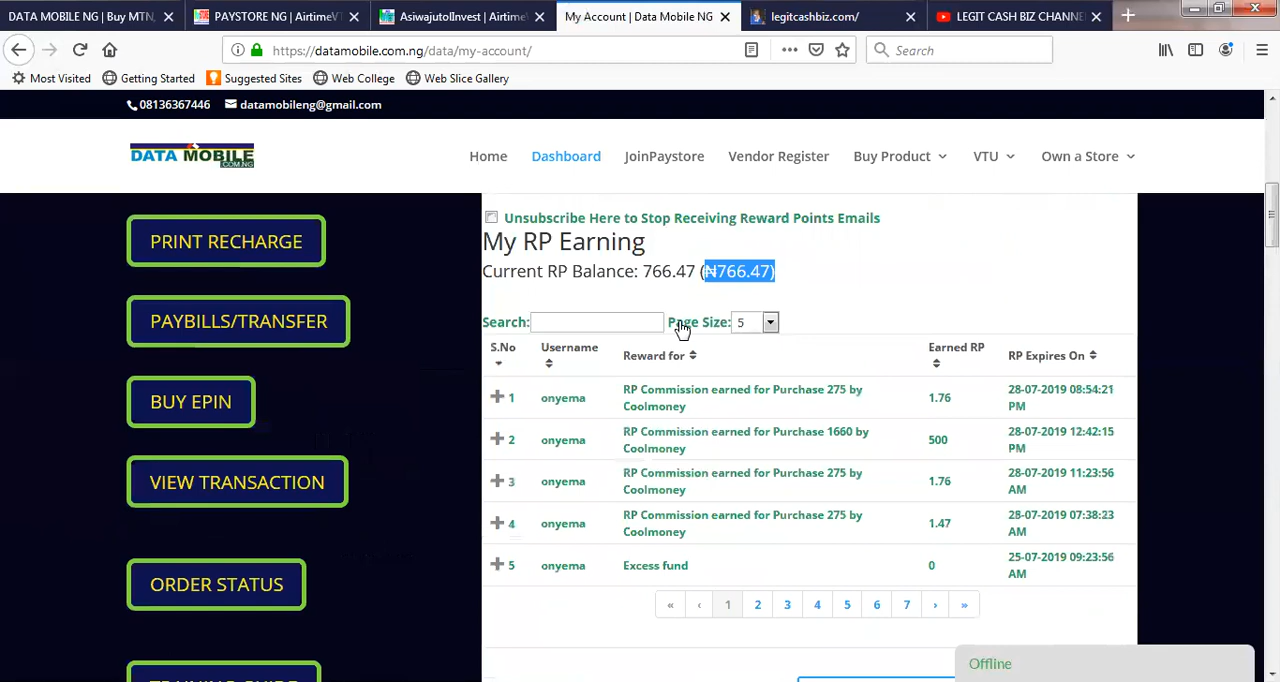 DATA MOBILE NG | Buy MTN, PAYSTORE NG | AirtimeVT AsiwajutoInvest | Airtime My Account | Data Mobile NG legitcashbiz.com/ LEGIT CASH BIZ CHANNE
https://datamobile.com.ng/data/my-account/ Search
Most Visited Getting Started Suggested Sites Web College Web Slice Gallery
08136367446 datamobileng@gmail.com
DATA MOBILE .COM.NG Home Dashboard JoinPaystore Vendor Register Buy Product VTU Own a Store
PRINT RECHARGE
PAYBILLS/TRANSFER
BUY EPIN
VIEW TRANSACTION
ORDER STATUS
Unsubscribe Here to Stop Receiving Reward Points Emails
My RP Earning
Current RP Balance: 766.47 (₦766.47)
Search: Page Size: 5
S.No Username Reward for Earned RP RP Expires On
1 onyema RP Commission earned for Purchase 275 by Coolmoney 1.76 28-07-2019 08:54:21 PM
2 onyema RP Commission earned for Purchase 1660 by Coolmoney 500 28-07-2019 12:42:15 PM
3 onyema RP Commission earned for Purchase 275 by Coolmoney 1.76 28-07-2019 11:23:56 AM
4 onyema RP Commission earned for Purchase 275 by Coolmoney 1.47 28-07-2019 07:38:23 AM
5 onyema Excess fund 0 25-07-2019 09:23:56 AM
« ‹ 1 2 3 4 5 6 7 › »
Offline